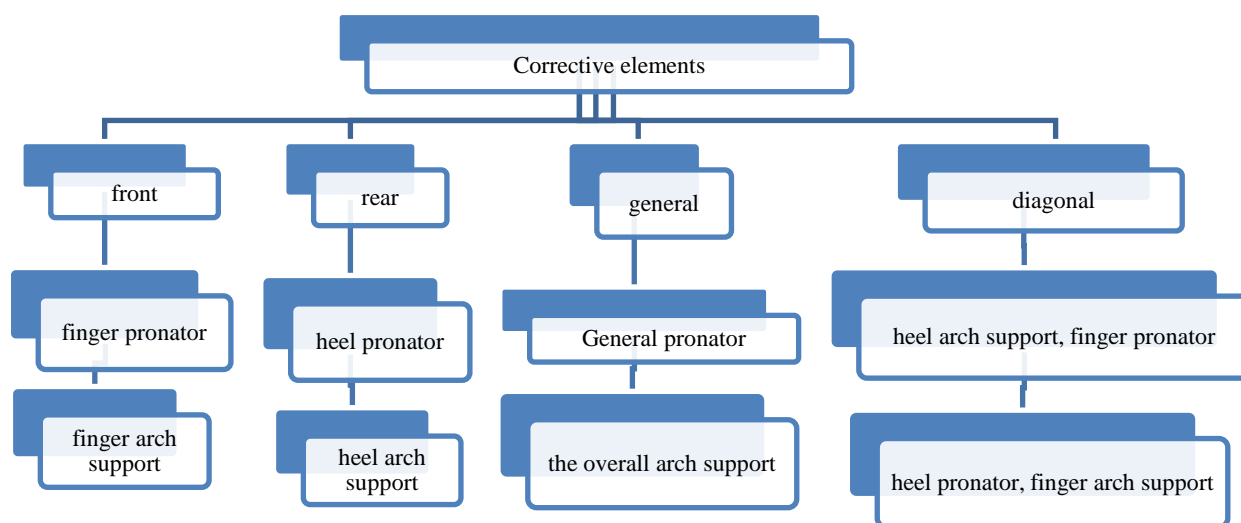 Corrective elements
front
rear
general
diagonal
finger pronator
heel pronator
General pronator
heel arch support, finger pronator
finger arch
support
heel arch
support
the overall arch support
heel pronator, finger arch support